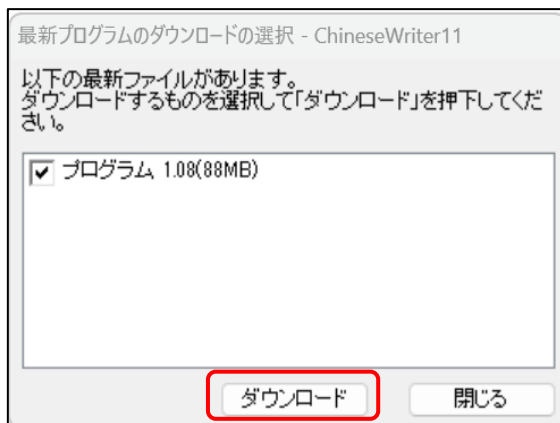 最新プログラムのダウンロードの選択 - ChineseWriter11
以下の最新ファイルがあります。
ダウンロードするものを選択して「ダウンロード」を押下してくだ
さい。
プログラム 1.08(88MB)
ダウンロード
閉じる